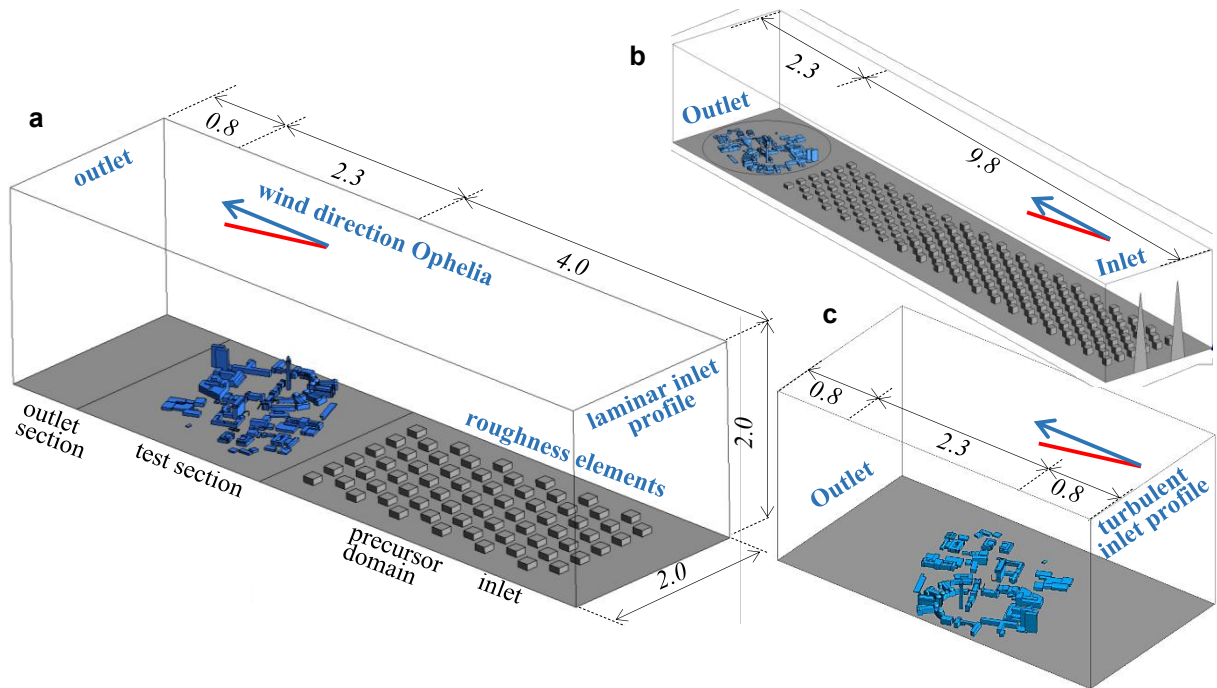 a
outlet
0.8
2.3
4.0
wind direction Ophelia
laminar inlet
profile
2.0
roughness elements
2.0
outlet
section
test section
precursor
domain
inlet
b
2.3
Outlet
9.8
Inlet
c
0.8
2.3
0.8
Outlet
turbulent
inlet profile